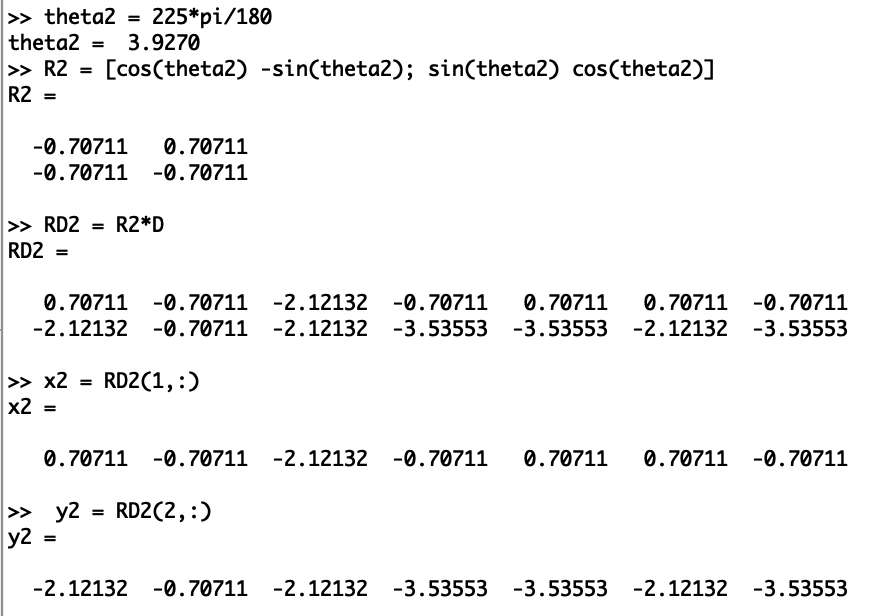 >> theta2 = 225*pi/180
theta2 =  3.9270
>> R2 = [cos(theta2) -sin(theta2); sin(theta2) cos(theta2)]
R2 =
-0.70711   0.70711
-0.70711  -0.70711
>> RD2 = R2*D
RD2 =
0.70711  -0.70711  -2.12132  -0.70711   0.70711   0.70711  -0.70711
-2.12132  -0.70711  -2.12132  -3.53553  -3.53553  -2.12132  -3.53553
>> x2 = RD2(1,:)
x2 =
0.70711  -0.70711  -2.12132  -0.70711   0.70711   0.70711  -0.70711
>>  y2 = RD2(2,:)
y2 =
-2.12132  -0.70711  -2.12132  -3.53553  -3.53553  -2.12132  -3.53553